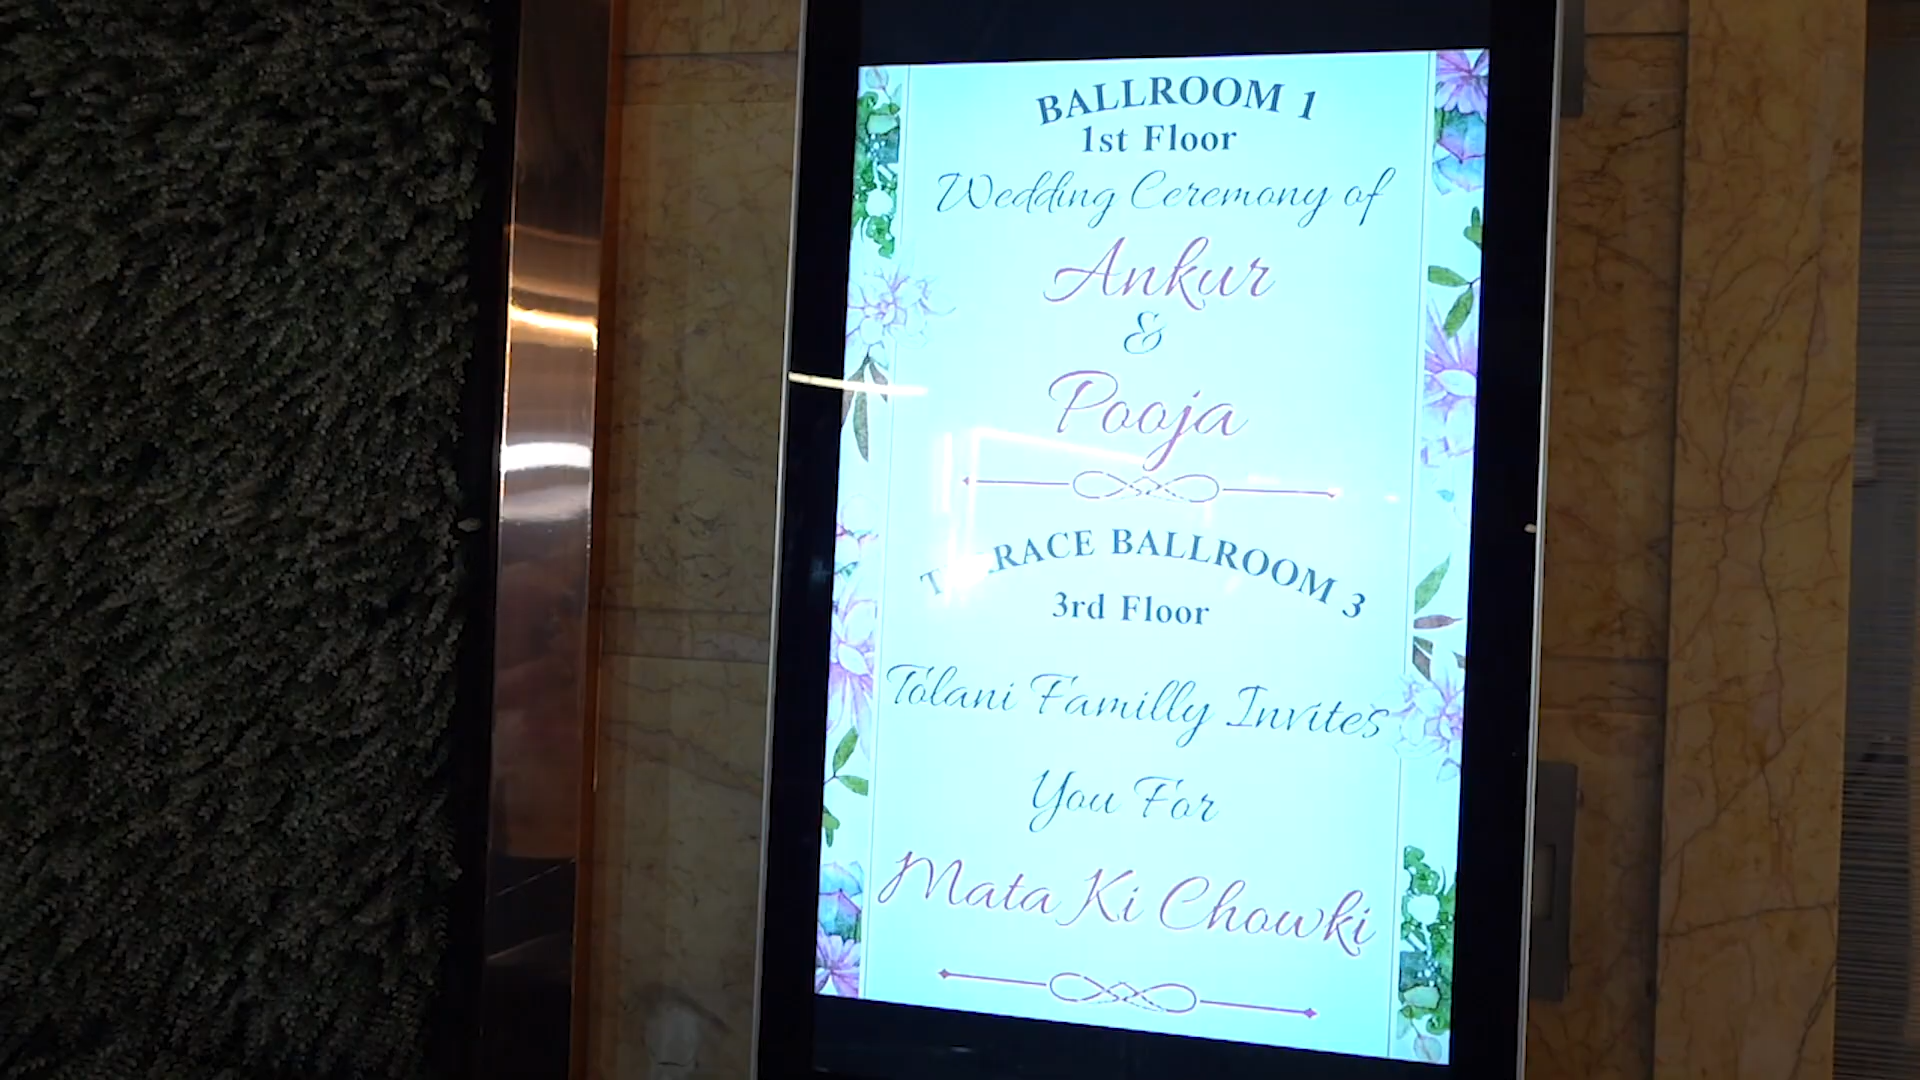 BALLROOM 1
1st Floor
Wedding Ceremony of
Ankur
&
Pooja
TERRACE BALLROOM 3
3rd Floor
Tolani Familly Invites
You For
Mata Ki Chowki